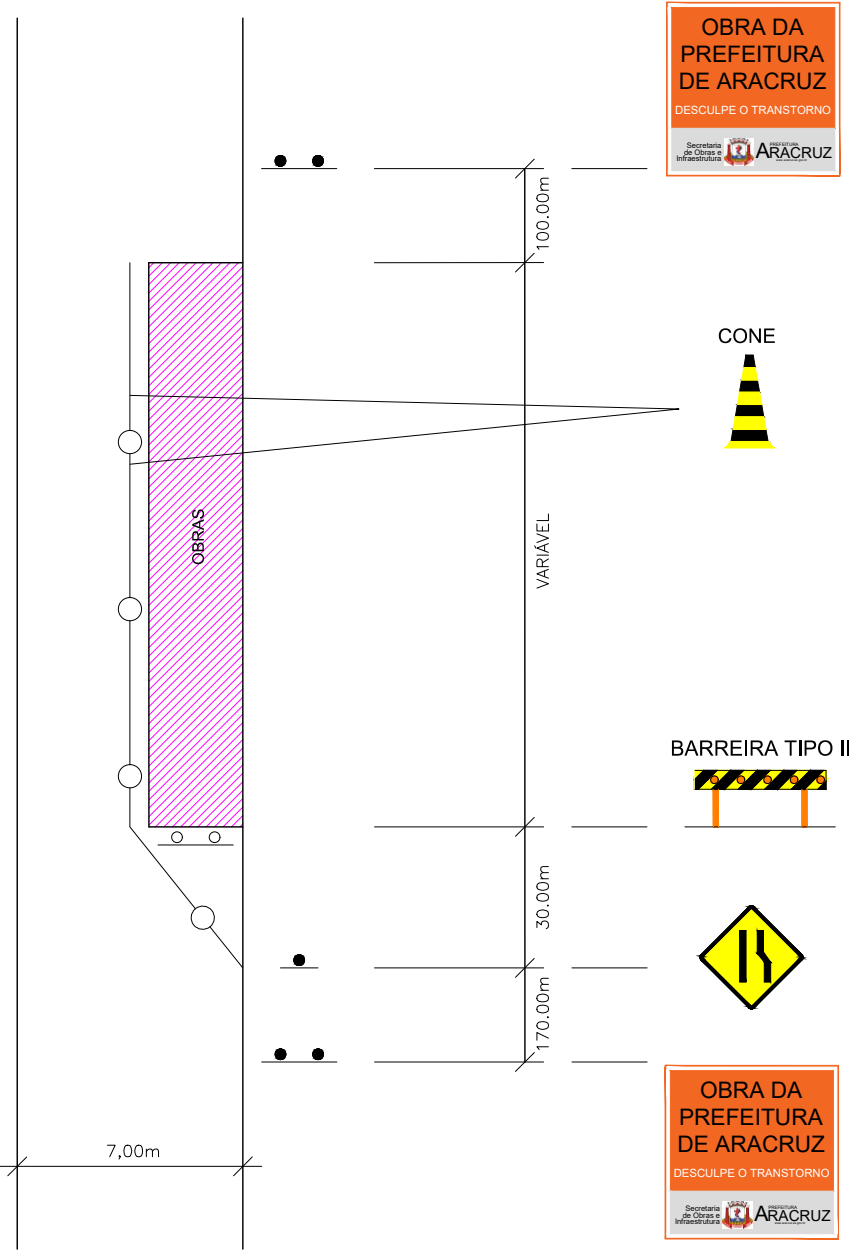 OBRA DA
PREFEITURA
DE ARACRUZ
DESCULPE O TRANSTORNO
Secretaria
de Obras e
Infraestrutura
PREFEITURA
ARACRUZ
100.00m
CONE
OBRAS
VARIÁVEL
BARREIRA TIPO II
30.00m
170.00m
OBRA DA
PREFEITURA
DE ARACRUZ
DESCULPE O TRANSTORNO
7,00m
Secretaria
de Obras e
Infraestrutura
PREFEITURA
ARACRUZ